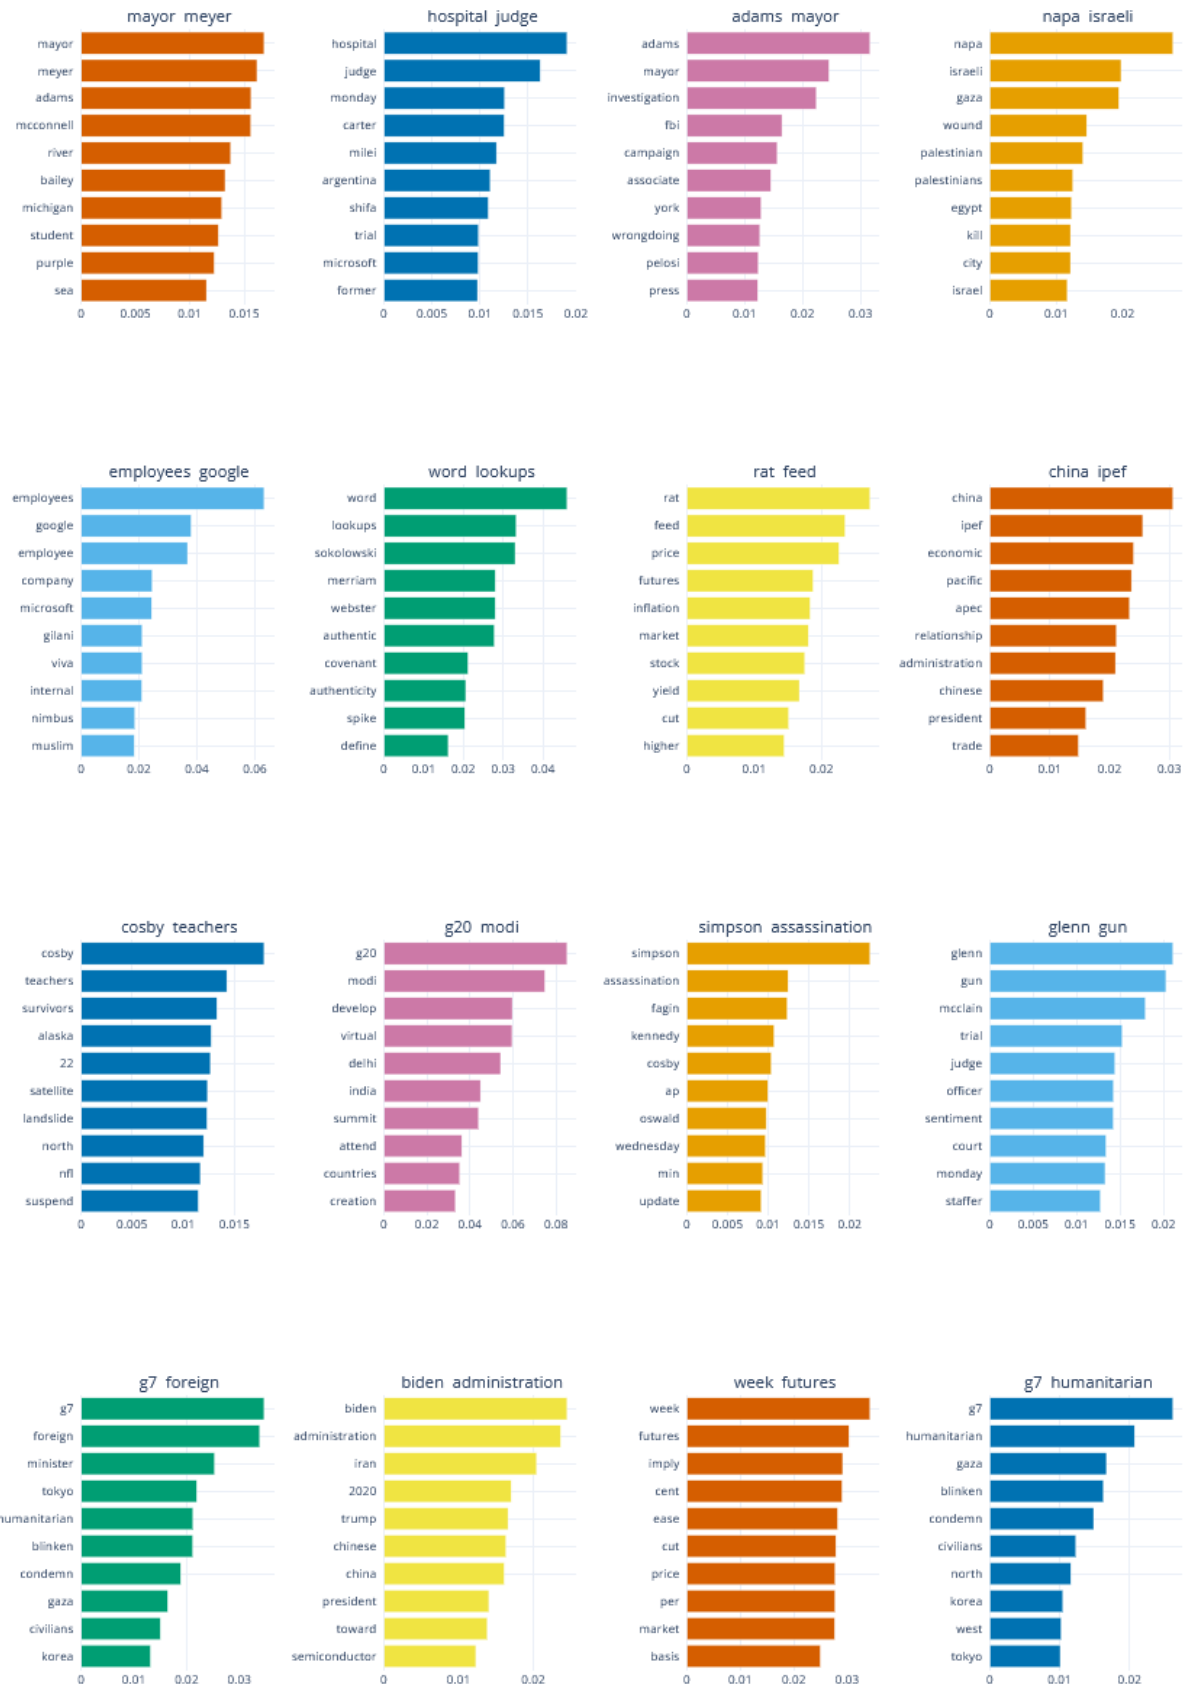 mayor meyer
mayor
meyer
adams
mcconnell
river
bailey
michigan
student
purple
sea
0 0.005 0.01 0.015
hospital judge
hospital
judge
monday
carter
milei
argentina
shifa
trial
microsoft
former
0 0.005 0.01 0.015 0.02
adams mayor
adams
mayor
investigation
fbi
campaign
associate
york
wrongdoing
pelosi
press
0 0.01 0.02 0.03
napa israeli
napa
israeli
gaza
wound
palestinian
palestinians
egypt
kill
city
israel
0 0.01 0.02
employees google
employees
google
employee
company
microsoft
gilani
viva
internal
nimbus
muslim
0 0.02 0.04 0.06
word lookups
word
lookups
sokolowski
merriam
webster
authentic
covenant
authenticity
spike
define
0 0.01 0.02 0.03 0.04
rat feed
rat
feed
price
futures
inflation
market
stock
yield
cut
higher
0 0.01 0.02
china ipef
china
ipef
economic
pacific
apec
relationship
administration
chinese
president
trade
0 0.01 0.02 0.03
cosby teachers
cosby
teachers
survivors
alaska
22
satellite
landslide
north
nfl
suspend
0 0.005 0.01 0.015
g20 modi
g20
modi
develop
virtual
delhi
india
summit
attend
countries
creation
0 0.02 0.04 0.06 0.08
simpson assassination
simpson
assassination
fagin
kennedy
cosby
ap
oswald
wednesday
min
update
0 0.005 0.01 0.015 0.02
glenn gun
glenn
gun
mcclain
trial
judge
officer
sentiment
court
monday
staffer
0 0.005 0.01 0.015 0.02
g7 foreign
g7
foreign
minister
tokyo
humanitarian
blinken
condemn
gaza
civilians
korea
0 0.01 0.02 0.03
biden administration
biden
administration
iran
2020
trump
chinese
china
president
toward
semiconductor
0 0.01 0.02
week futures
week
futures
imply
cent
ease
cut
price
per
market
basis
0 0.01 0.02 0.03
g7 humanitarian
g7
humanitarian
gaza
blinken
condemn
civilians
north
korea
west
tokyo
0 0.01 0.02